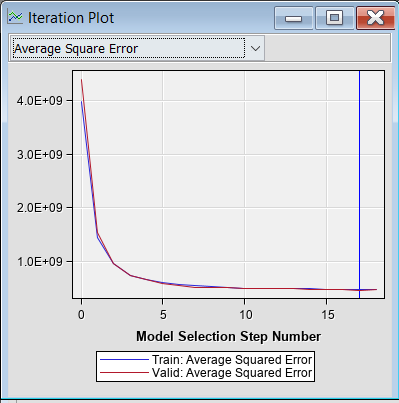 Iteration Plot
Average Square Error
4.0E+09
3.0E+09
2.0E+09
1.0E+09
0
5
10
15
Model Selection Step Number
Train: Average Squared Error
Valid: Average Squared Error